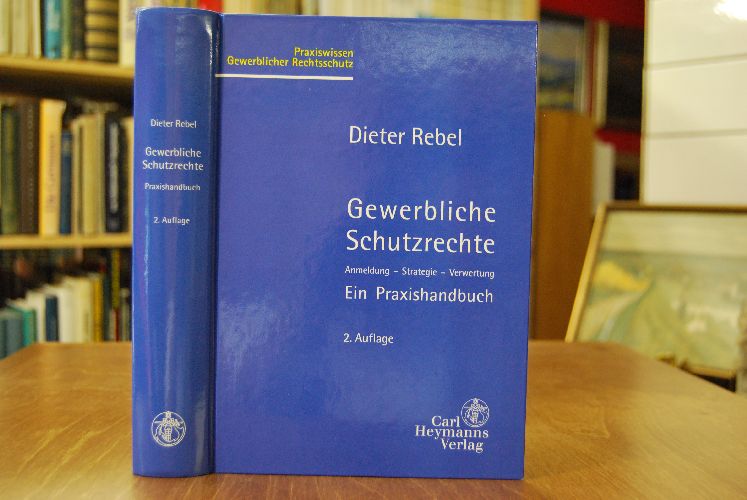 Dieter Rebel
Gewerbliche
Schutzrechte
Praxishandbuch
2. Auflage
Praxiswissen
Gewerblicher Rechtsschutz
Dieter Rebel
Gewerbliche
Schutzrechte
Anmeldung – Strategie – Verwertung
Ein Praxishandbuch
2. Auflage
Carl
Heymanns
Verlag